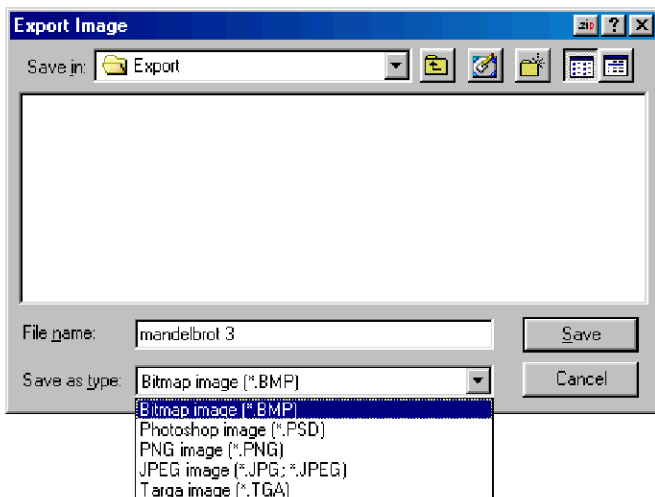 Export Image
.zip ?
Save in: Export
File name: mandelbrot 3
Save
Save as type: Bitmap image (*.BMP)
Cancel
Bitmap image (*.BMP)
Photoshop image (*.PSD)
PNG image (*.PNG)
JPEG image (*.JPG; *.JPEG)
Targa image (*.TGA)